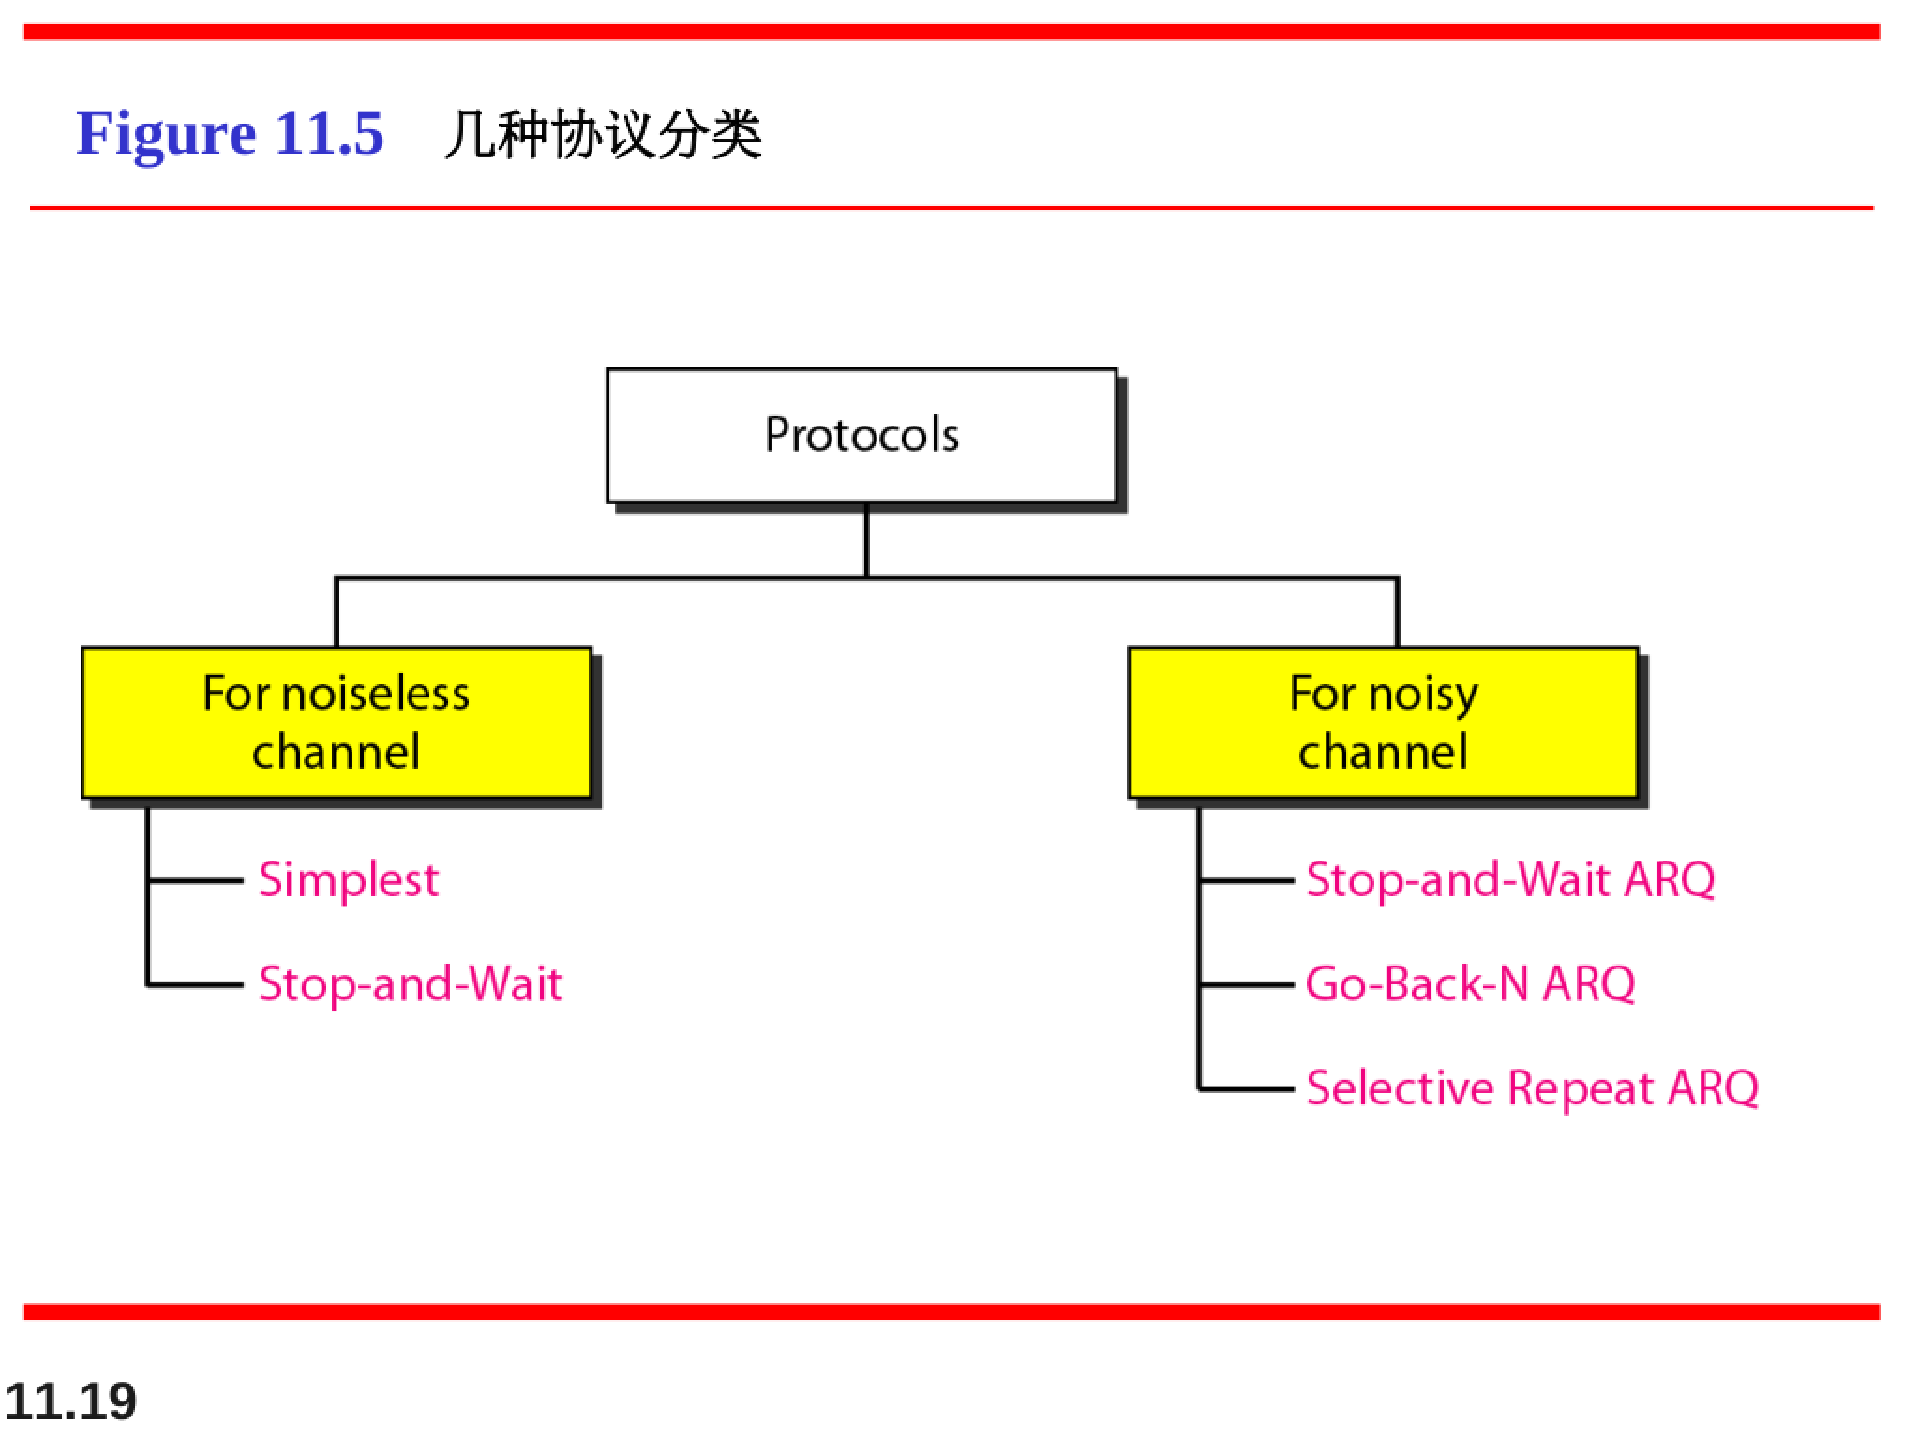 Figure 11.5 几种协议分类
Protocols
For noiseless
channel
For noisy
channel
Simplest
Stop-and-Wait
Stop-and-Wait ARQ
Go-Back-N ARQ
Selective Repeat ARQ
11.19